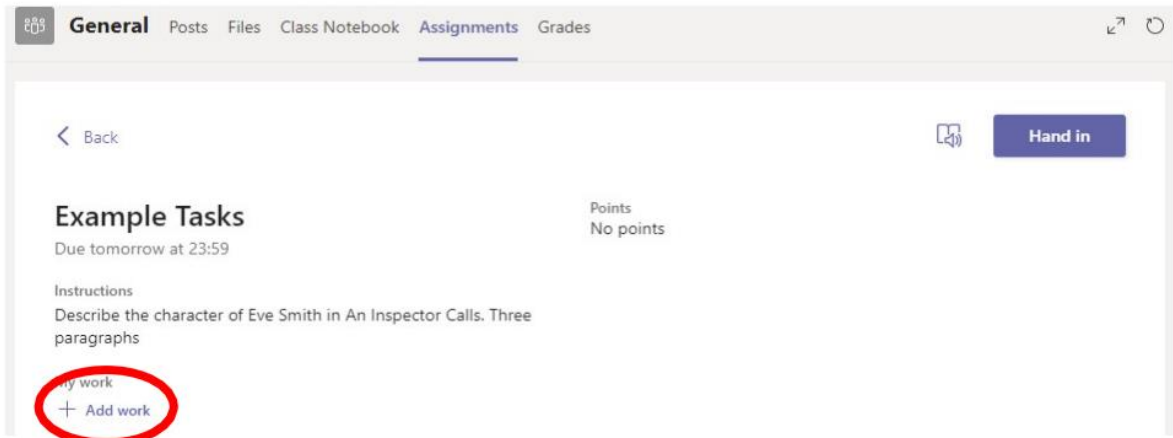 General Posts Files Class Notebook Assignments Grades
Back
Hand in
Example Tasks
Due tomorrow at 23:59
Points
No points
Instructions
Describe the character of Eve Smith in An Inspector Calls. Three
paragraphs
My work
+ Add work